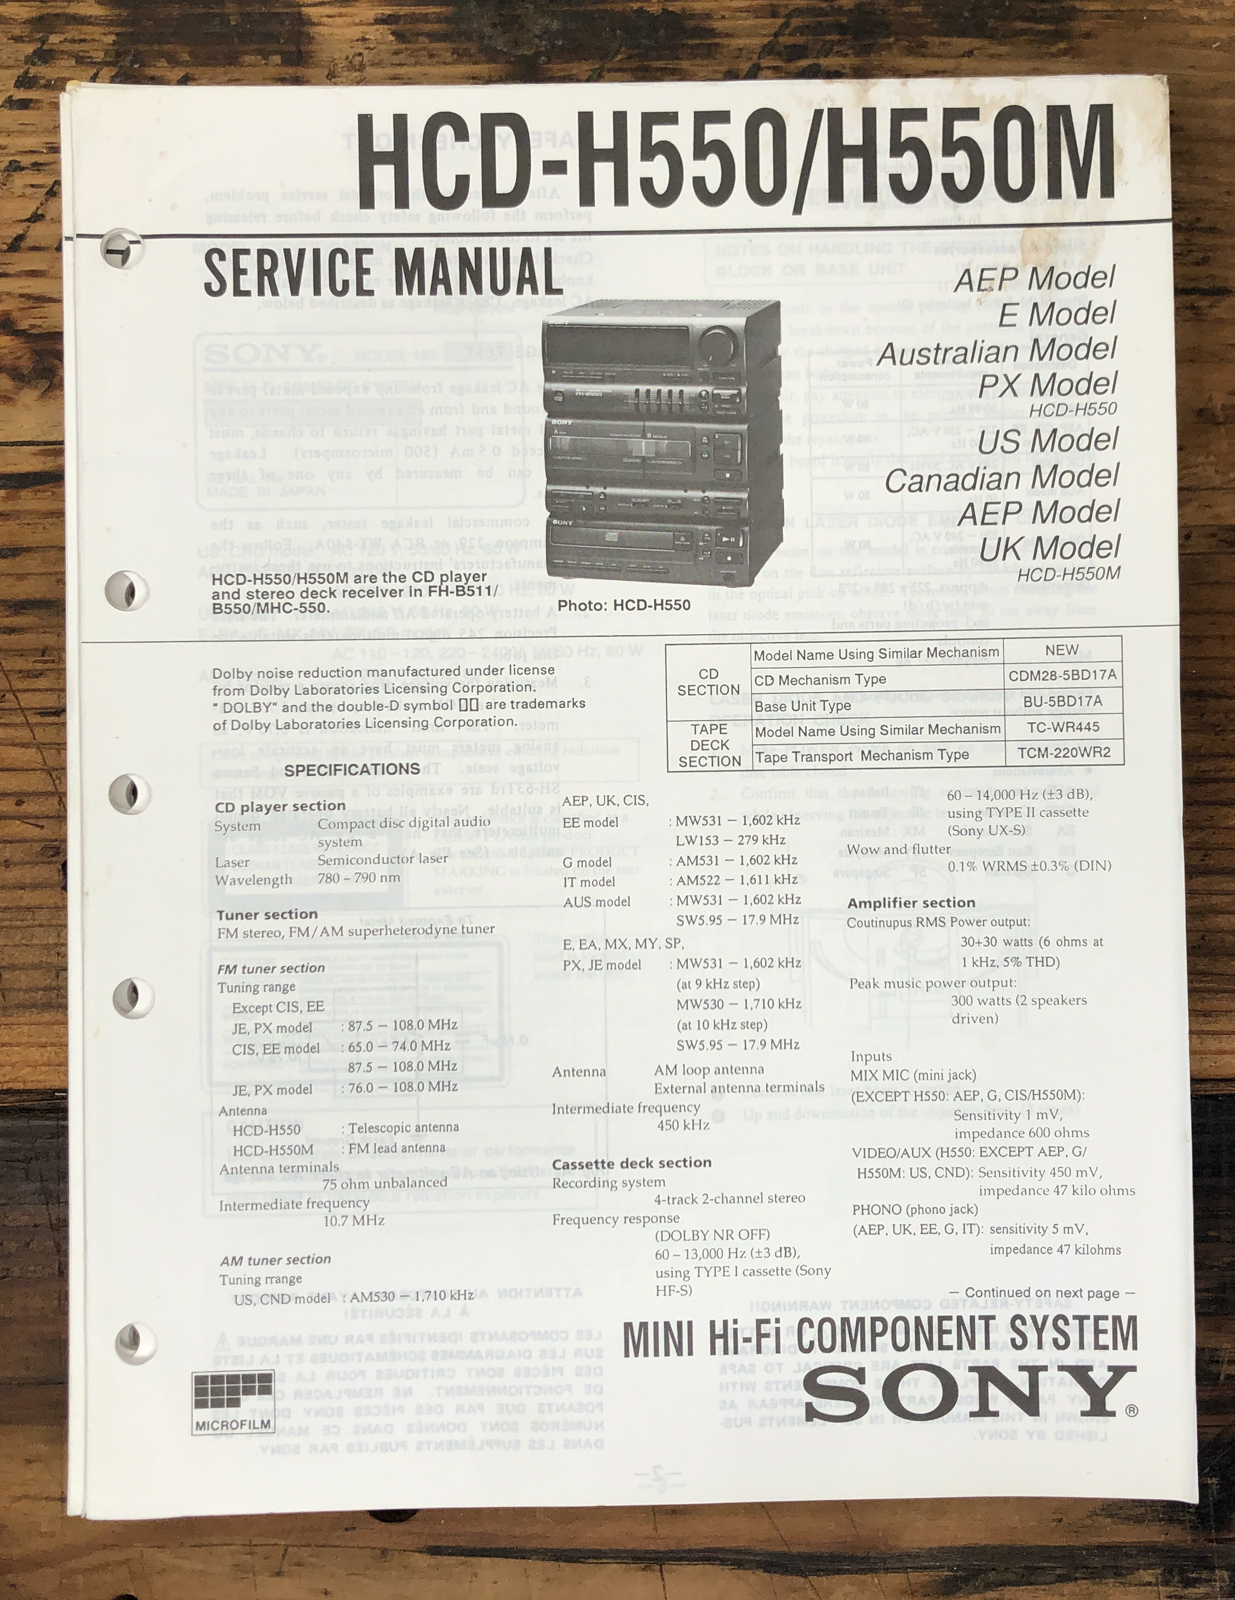 HCD-H550/H550M
SERVICE MANUAL
AEP Model
E Model
Australian Model
PX Model
HCD-H550
US Model
Canadian Model
AEP Model
UK Model
HCD-H550M
SONY
FH-B550
SONY
SONY
HCD-H550/H550M are the CD player
and stereo deck receiver in FH-B511/
B550/MHC-550.
Photo: HCD-H550
Dolby noise reduction manufactured under license
from Dolby Laboratories Licensing Corporation.
" DOLBY" and the double-D symbol are trademarks
of Dolby Laboratories Licensing Corporation.
CD SECTION Model Name Using Similar Mechanism NEW
CD Mechanism Type CDM28-5BD17A
Base Unit Type BU-5BD17A
TAPE DECK SECTION Model Name Using Similar Mechanism TC-WR445
Tape Transport Mechanism Type TCM-220WR2
SPECIFICATIONS
CD player section
System Compact disc digital audio
system
Laser Semiconductor laser
Wavelength 780 – 790 nm
Tuner section
FM stereo, FM/AM superheterodyne tuner
FM tuner section
Tuning range
Except CIS, EE
JE, PX model : 87.5 – 108.0 MHz
CIS, EE model : 65.0 – 74.0 MHz
87.5 – 108.0 MHz
JE, PX model : 76.0 – 108.0 MHz
Antenna
HCD-H550 : Telescopic antenna
HCD-H550M : FM lead antenna
Antenna terminals
75 ohm unbalanced
Intermediate frequency
10.7 MHz
AM tuner section
Tuning rrange
US, CND model : AM530 – 1,710 kHz
AEP, UK, CIS,
EE model : MW531 – 1,602 kHz
LW153 – 279 kHz
G model : AM531 – 1,602 kHz
IT model : AM522 – 1,611 kHz
AUS model : MW531 – 1,602 kHz
SW5.95 – 17.9 MHz
E, EA, MX, MY, SP,
PX, JE model : MW531 – 1,602 kHz
(at 9 kHz step)
MW530 – 1,710 kHz
(at 10 kHz step)
SW5.95 – 17.9 MHz
Antenna AM loop antenna
External antenna terminals
Intermediate frequency
450 kHz
Cassette deck section
Recording system
4-track 2-channel stereo
Frequency response
(DOLBY NR OFF)
60 – 13,000 Hz (±3 dB),
using TYPE I cassette (Sony
HF-S)
60 – 14,000 Hz (±3 dB),
using TYPE II cassette
(Sony UX-S)
Wow and flutter
0.1% WRMS ±0.3% (DIN)
Amplifier section
Coutinupus RMS Power output:
30+30 watts (6 ohms at
1 kHz, 5% THD)
Peak music power output:
300 watts (2 speakers
driven)
Inputs
MIX MIC (mini jack)
(EXCEPT H550: AEP, G, CIS/H550M):
Sensitivity 1 mV,
impedance 600 ohms
VIDEO/AUX (H550: EXCEPT AEP, G/
H550M: US, CND): Sensitivity 450 mV,
impedance 47 kilo ohms
PHONO (phono jack)
(AEP, UK, EE, G, IT): sensitivity 5 mV,
impedance 47 kilohms
— Continued on next page —
MINI Hi-Fi COMPONENT SYSTEM
SONY®
MICROFILM